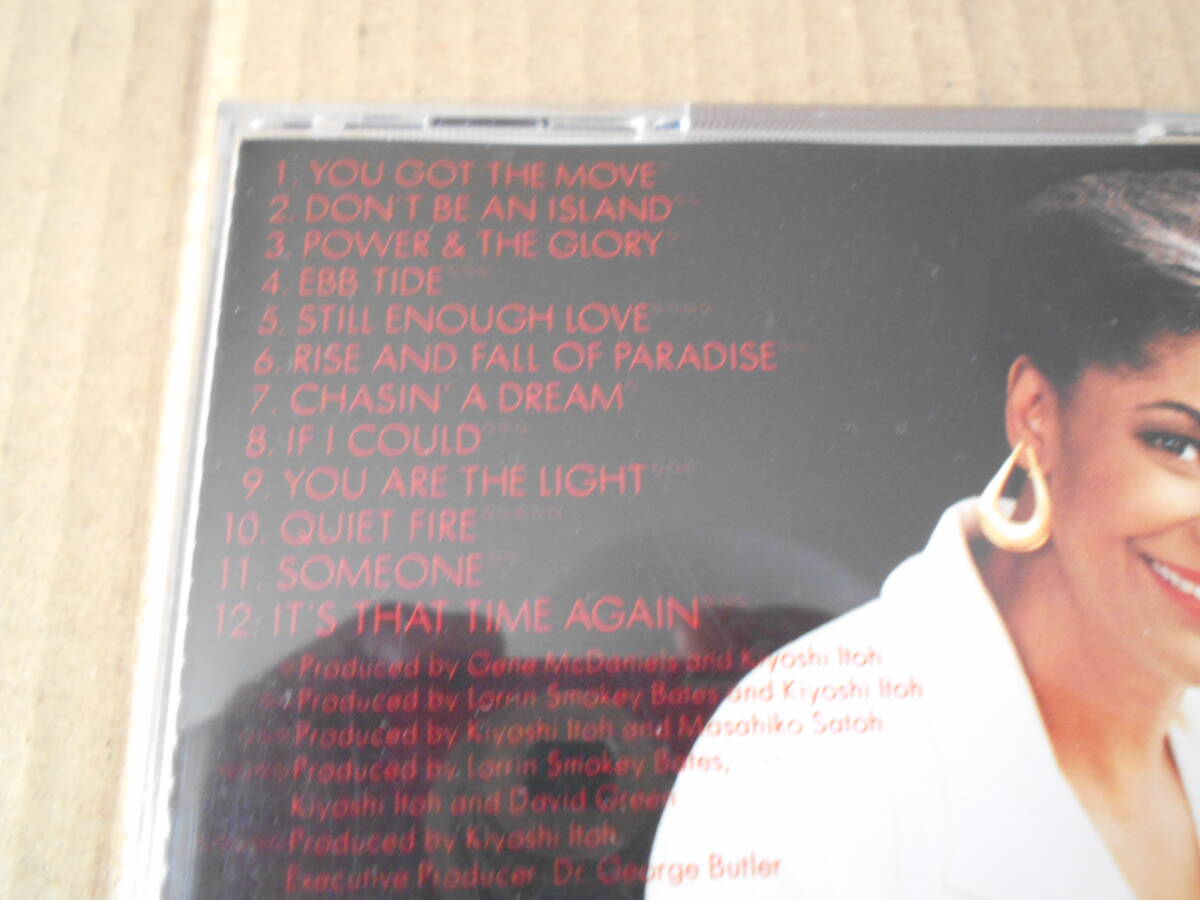 1. YOU GOT THE MOVE*
2. DON'T BE AN ISLAND**
3. POWER & THE GLORY*
4. EBB TIDE***
5. STILL ENOUGH LOVE****
6. RISE AND FALL OF PARADISE**
7. CHASIN' A DREAM*
8. IF I COULD***
9. YOU ARE THE LIGHT***
10. QUIET FIRE*****
11. SOMEONE**
12. IT'S THAT TIME AGAIN***
*Produced by Gene McDaniels and Kiyoshi Itoh
**Produced by Lorrin Smokey Bates and Kiyoshi Itoh
***Produced by Kiyoshi Itoh and Masahiko Satoh
****Produced by Lorrin Smokey Bates,
Kiyoshi Itoh and David Green
*****Produced by Kiyoshi Itoh
Executive Producer: Dr. George Butler